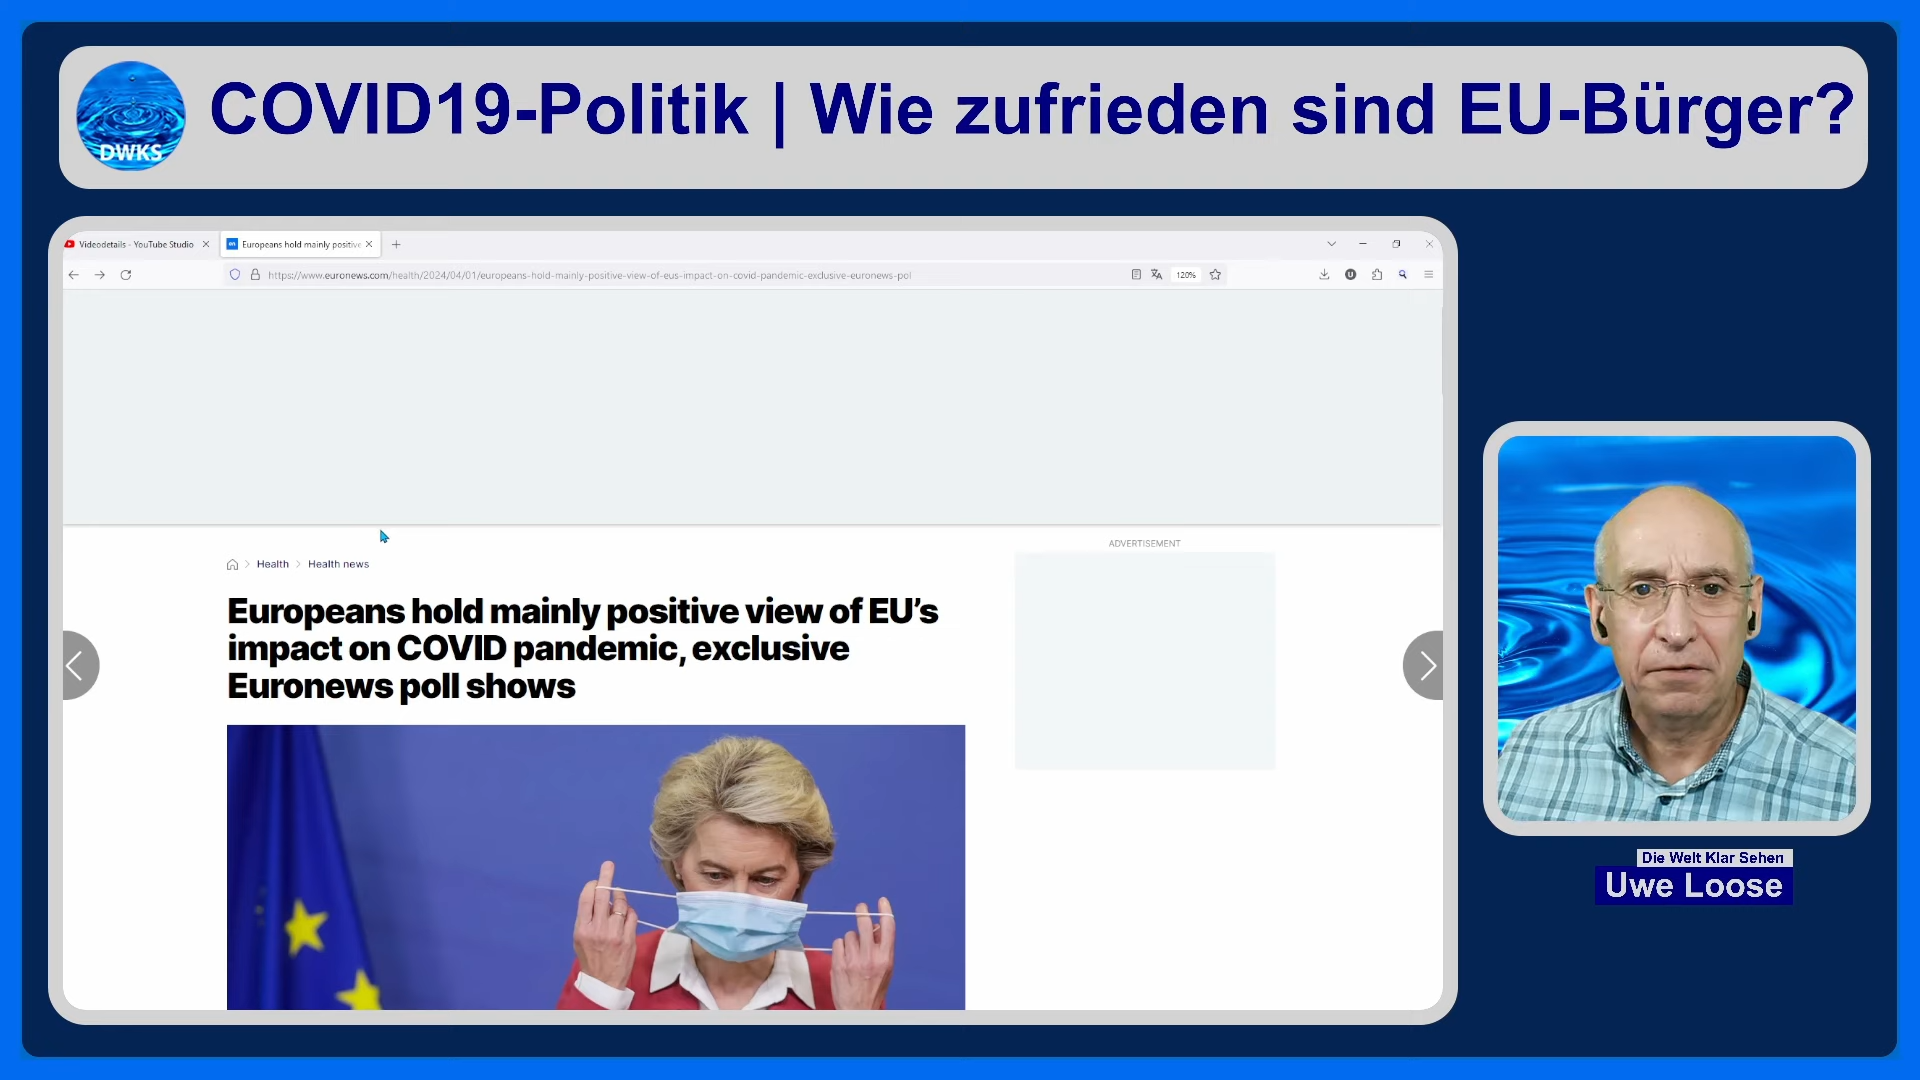 COVID19-Politik | Wie zufrieden sind EU-Bürger?
DWKS
Videodetails - YouTube Studio
Europeans hold mainly positive
https://www.euronews.com/health/2024/04/01/europeans-hold-mainly-positive-view-of-eus-impact-on-covid-pandemic-exclusive-euronews-pol
120%
ADVERTISEMENT
Health > Health news
Europeans hold mainly positive view of EU’s
impact on COVID pandemic, exclusive
Euronews poll shows
Die Welt Klar Sehen
Uwe Loose